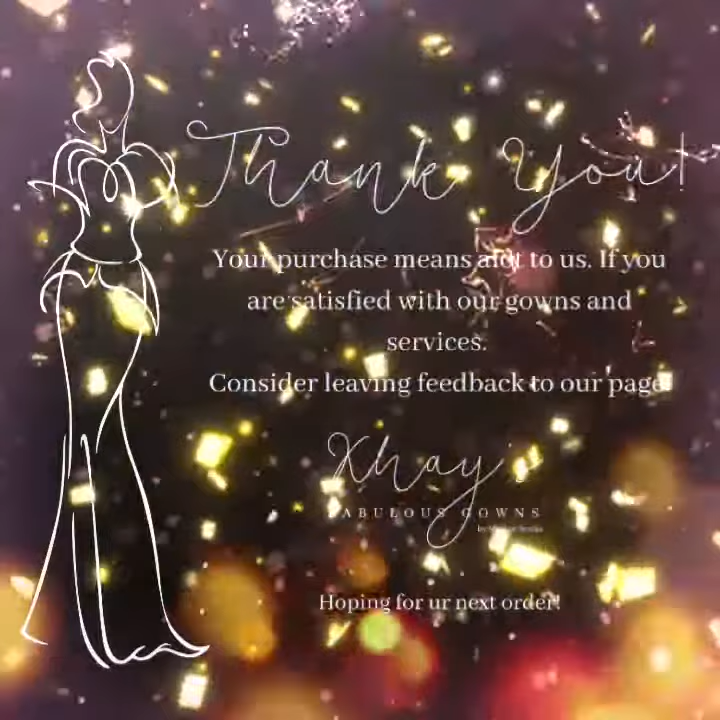 Thank You!
Your purchase means alot to us. If you
are satisfied with our gowns and
services.
Consider leaving feedback to our page
Xhay
FABULOUS GOWNS
by
Hoping for ur next order!